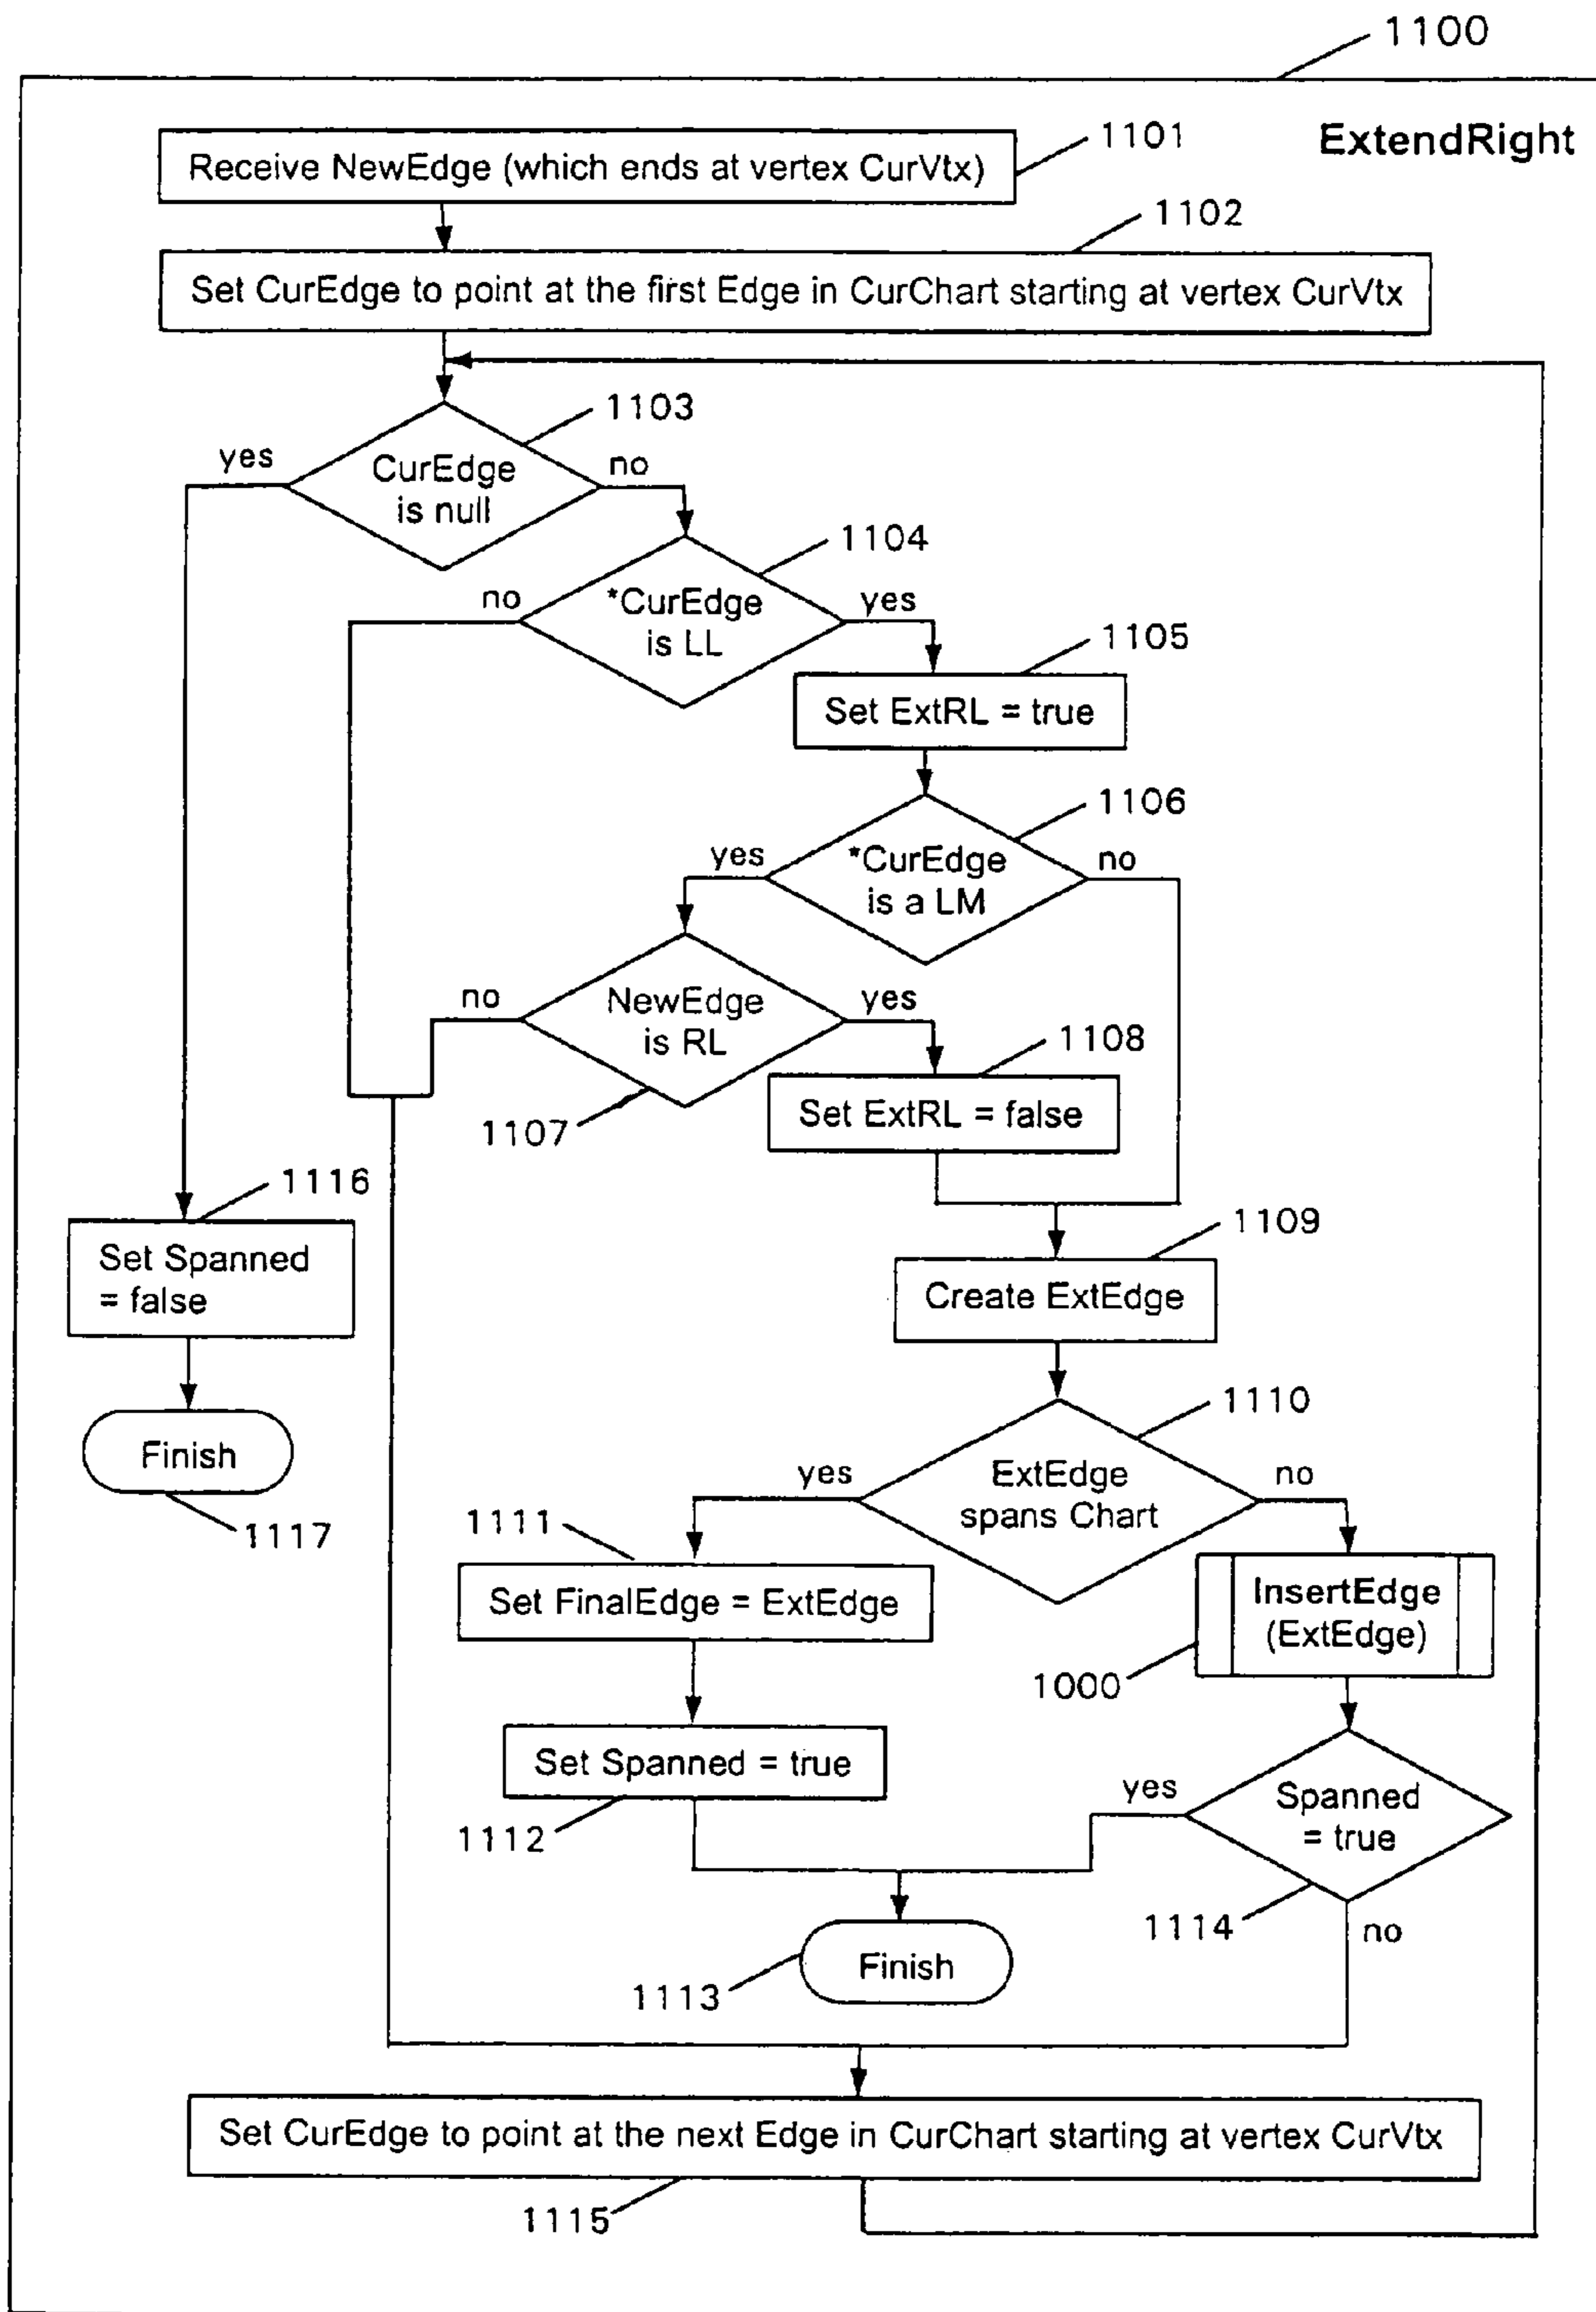 1100
ExtendRight
1101
Receive NewEdge (which ends at vertex CurVtx)
1102
Set CurEdge to point at the first Edge in CurChart starting at vertex CurVtx
1103
yes
CurEdge
is null
no
1104
no
*CurEdge
is LL
yes
1105
Set ExtRL = true
1106
yes
*CurEdge
is a LM
no
no
NewEdge
is RL
yes
1108
1107
Set ExtRL = false
1116
Set Spanned
= false
1109
Create ExtEdge
1110
Finish
yes
ExtEdge
spans Chart
no
1117
1111
Set FinalEdge = ExtEdge
InsertEdge
(ExtEdge)
1000
Set Spanned = true
yes
Spanned
= true
1112
1114
no
Finish
1113
Set CurEdge to point at the next Edge in CurChart starting at vertex CurVtx
1115